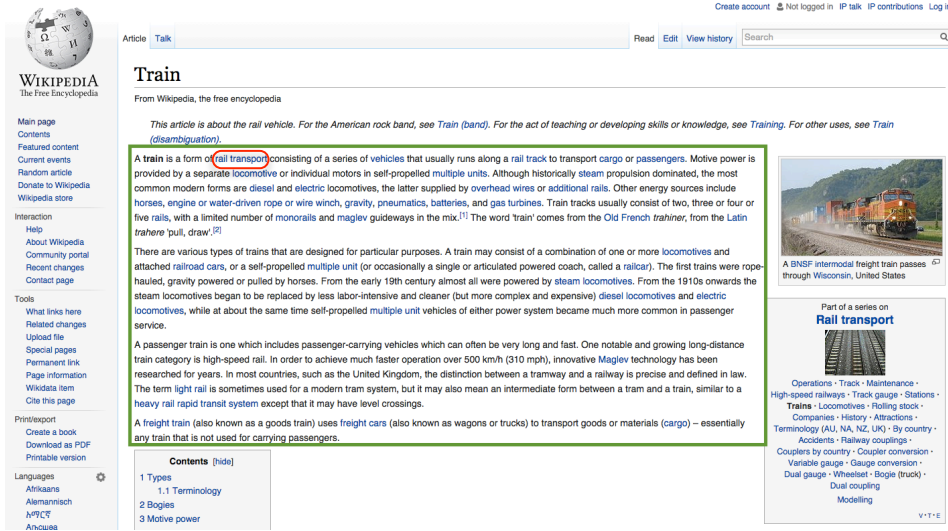 Create account Not logged in IP talk IP contributions Log i
Article Talk Read Edit View history Search
WIKIPEDIA
The Free Encyclopedia
Main page
Contents
Featured content
Current events
Random article
Donate to Wikipedia
Wikipedia store
Interaction
Help
About Wikipedia
Community portal
Recent changes
Contact page
Tools
What links here
Related changes
Upload file
Special pages
Permanent link
Page information
Wikidata item
Cite this page
Print/export
Create a book
Download as PDF
Printable version
Languages
Afrikaans
Alemannisch
አማርኛ
Train
From Wikipedia, the free encyclopedia
This article is about the rail vehicle. For the American rock band, see Train (band). For the act of teaching or developing skills or knowledge, see Training. For other uses, see Train
(disambiguation).
A train is a form of rail transport consisting of a series of vehicles that usually runs along a rail track to transport cargo or passengers. Motive power is
provided by a separate locomotive or individual motors in self-propelled multiple units. Although historically steam propulsion dominated, the most
common modern forms are diesel and electric locomotives, the latter supplied by overhead wires or additional rails. Other energy sources include
horses, engine or water-driven rope or wire winch, gravity, pneumatics, batteries, and gas turbines. Train tracks usually consist of two, three or four or
five rails, with a limited number of monorails and maglev guideways in the mix.[1] The word 'train' comes from the Old French trahiner, from the Latin
trahere 'pull, draw'.[2]
There are various types of trains that are designed for particular purposes. A train may consist of a combination of one or more locomotives and
attached railroad cars, or a self-propelled multiple unit (or occasionally a single or articulated powered coach, called a railcar). The first trains were rope-
hauled, gravity powered or pulled by horses. From the early 19th century almost all were powered by steam locomotives. From the 1910s onwards the
steam locomotives began to be replaced by less labor-intensive and cleaner (but more complex and expensive) diesel locomotives and electric
locomotives, while at about the same time self-propelled multiple unit vehicles of either power system became much more common in passenger
service.
A passenger train is one which includes passenger-carrying vehicles which can often be very long and fast. One notable and growing long-distance
train category is high-speed rail. In order to achieve much faster operation over 500 km/h (310 mph), innovative Maglev technology has been
researched for years. In most countries, such as the United Kingdom, the distinction between a tramway and a railway is precise and defined in law.
The term light rail is sometimes used for a modern tram system, but it may also mean an intermediate form between a tram and a train, similar to a
heavy rail rapid transit system except that it may have level crossings.
A freight train (also known as a goods train) uses freight cars (also known as wagons or trucks) to transport goods or materials (cargo) – essentially
any train that is not used for carrying passengers.
Contents [hide]
1 Types
1.1 Terminology
2 Bogies
3 Motive power
A BNSF intermodal freight train passes
through Wisconsin, United States
Part of a series on
Rail transport
Operations · Track · Maintenance ·
High-speed railways · Track gauge · Stations ·
Trains · Locomotives · Rolling stock ·
Companies · History · Attractions ·
Terminology (AU, NA, NZ, UK) · By country ·
Accidents · Railway couplings ·
Couplers by country · Coupler conversion ·
Variable gauge · Gauge conversion ·
Dual gauge · Wheelset · Bogie (truck) ·
Dual coupling
Modelling
V · T · E